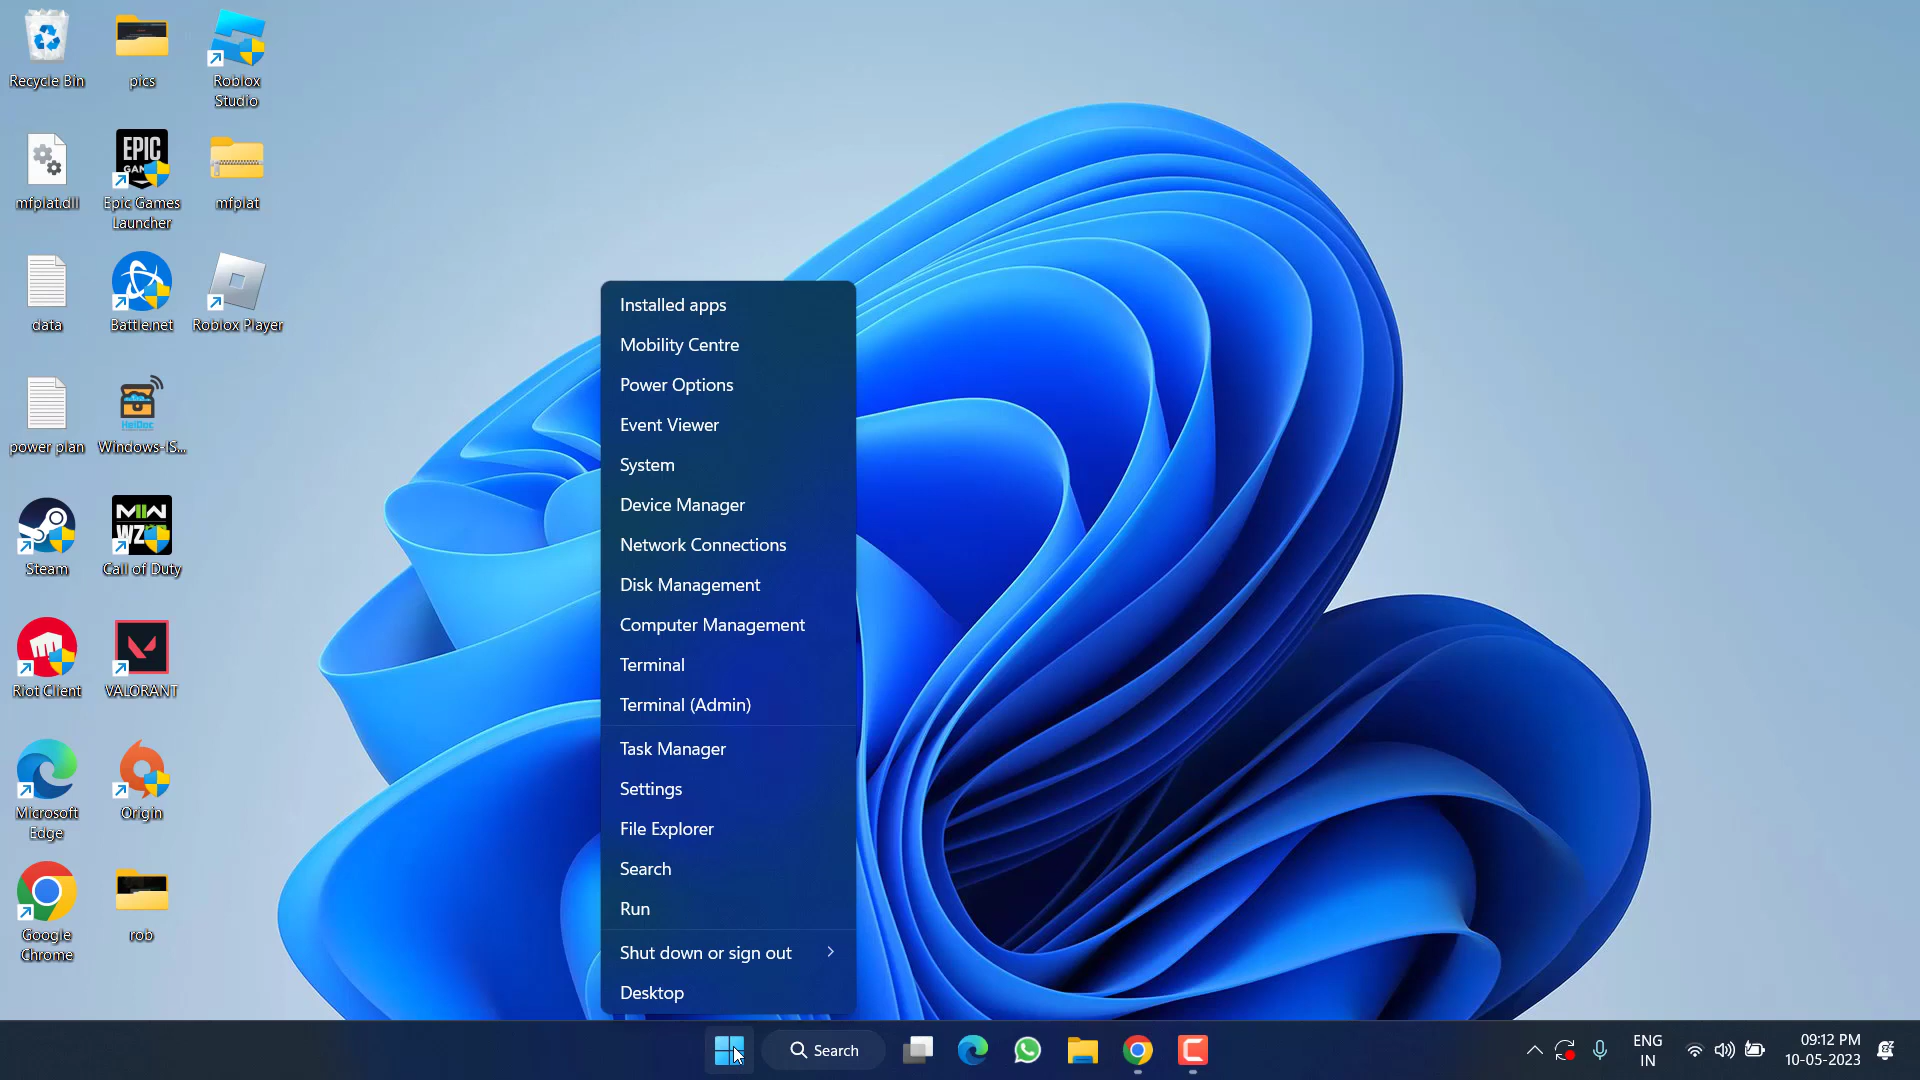 Recycle Bin
pics
Roblox
Studio
mfplat.dll
EPIC
GAM
Epic Games
Launcher
mfplat
data
Battle.net
Roblox Player
power plan
HeiDoc
Windows-IS...
Steam
MW
WZ
Call of Duty
Riot Client
VALORANT
Microsoft
Edge
Origin
Google
Chrome
rob
Installed apps
Mobility Centre
Power Options
Event Viewer
System
Device Manager
Network Connections
Disk Management
Computer Management
Terminal
Terminal (Admin)
Task Manager
Settings
File Explorer
Search
Run
Shut down or sign out
Desktop
Search
ENG
IN
09:12 PM
10-05-2023